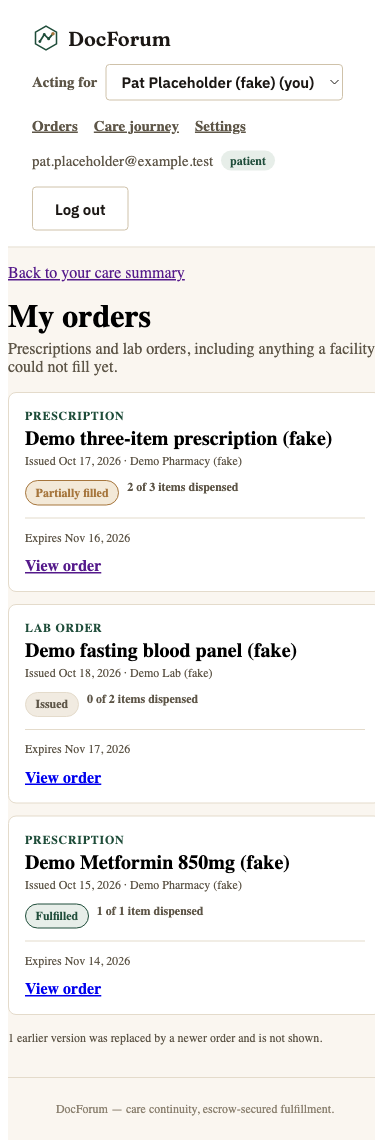 DocForum
Acting for Pat Placeholder (fake) (you)
Orders Care journey Settings
pat.placeholder@example.test patient
Log out
Back to your care summary
My orders
Prescriptions and lab orders, including anything a facility
could not fill yet.
PRESCRIPTION
Demo three-item prescription (fake)
Issued Oct 17, 2026 · Demo Pharmacy (fake)
Partially filled 2 of 3 items dispensed
Expires Nov 16, 2026
View order
LAB ORDER
Demo fasting blood panel (fake)
Issued Oct 18, 2026 · Demo Lab (fake)
Issued 0 of 2 items dispensed
Expires Nov 17, 2026
View order
PRESCRIPTION
Demo Metformin 850mg (fake)
Issued Oct 15, 2026 · Demo Pharmacy (fake)
Fulfilled 1 of 1 item dispensed
Expires Nov 14, 2026
View order
1 earlier version was replaced by a newer order and is not shown.
DocForum — care continuity, escrow-secured fulfillment.